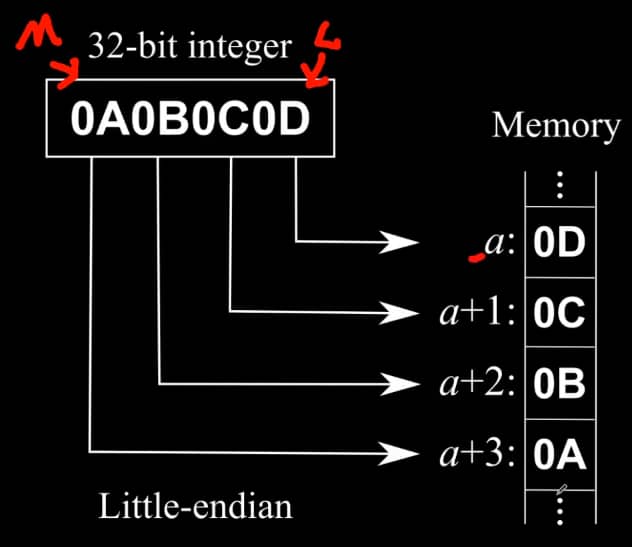 M
L
32-bit integer
0A0B0C0D
Memory
a: 0D
a+1: 0C
a+2: 0B
a+3: 0A
Little-endian